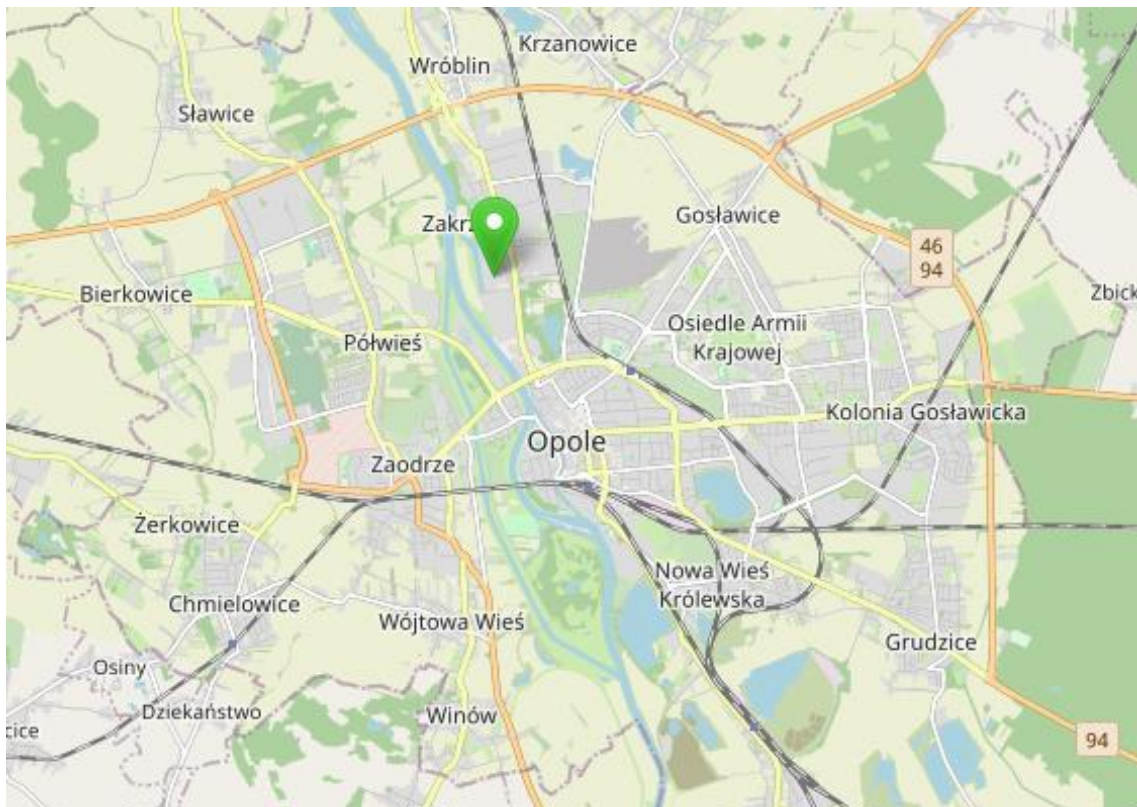 Krzanowice
Wróblin
Sławice
Gosławice
46
94
Bierkowice
Zbick
Osiedle Armii
Krajowej
Półwieś
Kolonia Gosławicka
Opole
Zaodrze
Żerkowice
Nowa Wieś
Królewska
Chmielowice
Wójtowa Wieś
Grudzice
Osiny
Dziekaństwo
Winów
cice
94